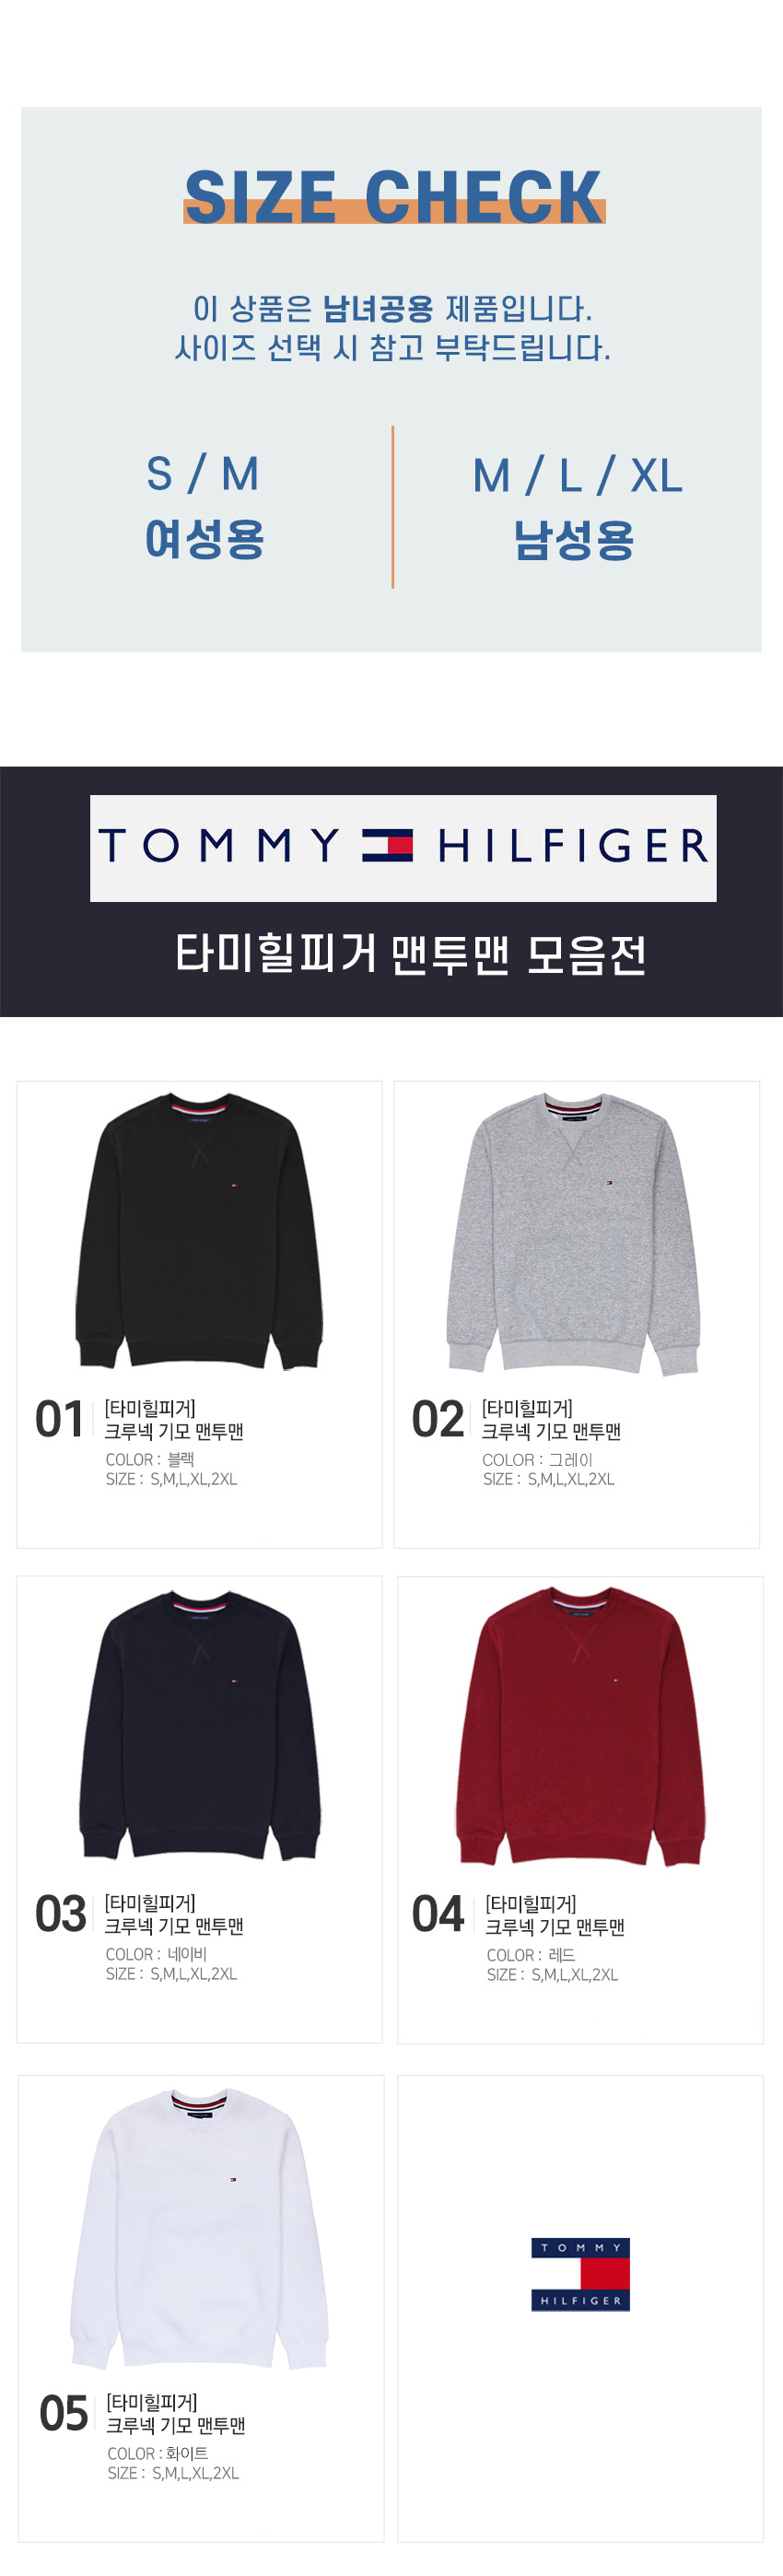 SIZE CHECK
이 상품은 남녀공용 제품입니다.
사이즈 선택 시 참고 부탁드립니다.
S / M
여성용
M / L / XL
남성용
TOMMY HILFIGER
타미힐피거 맨투맨 모음전
01
[타미힐피거]
크루넥 기모 맨투맨
COLOR : 블랙
SIZE : S,M,L,XL,2XL
02
[타미힐피거]
크루넥 기모 맨투맨
COLOR : 그레이
SIZE : S,M,L,XL,2XL
03
[타미힐피거]
크루넥 기모 맨투맨
COLOR : 네이비
SIZE : S,M,L,XL,2XL
04
[타미힐피거]
크루넥 기모 맨투맨
COLOR : 레드
SIZE : S,M,L,XL,2XL
05
[타미힐피거]
크루넥 기모 맨투맨
COLOR : 화이트
SIZE : S,M,L,XL,2XL
TOMMY
HILFIGER